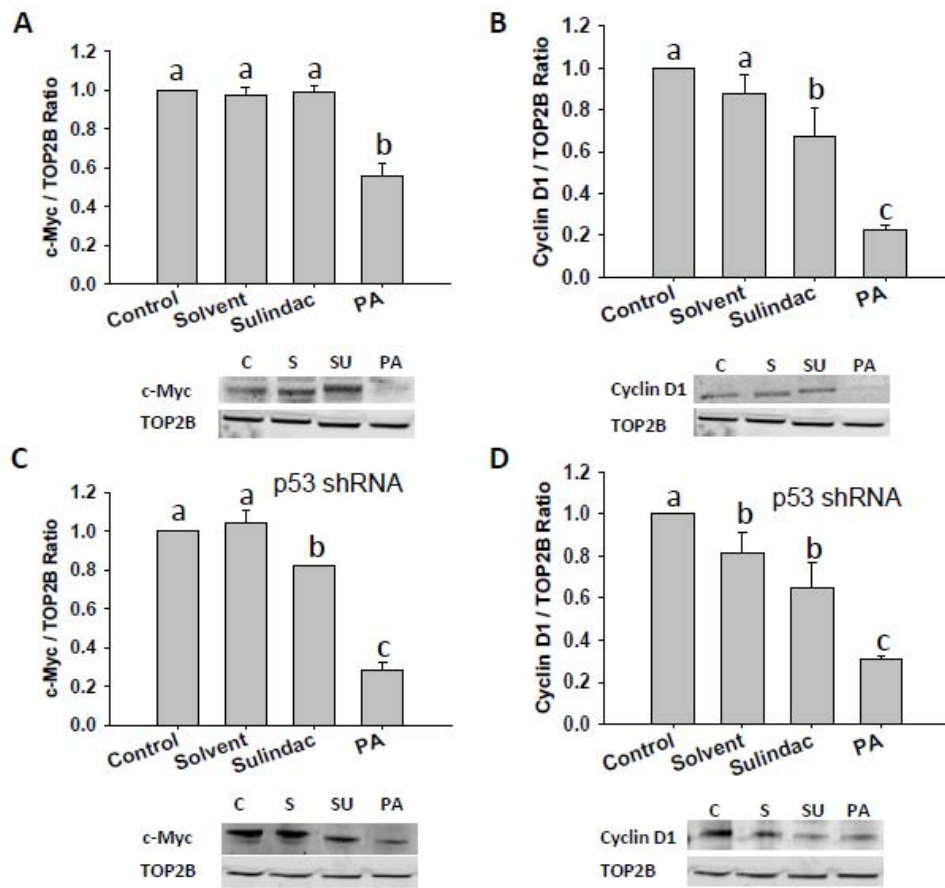 A
c-Myc / TOP2B Ratio
1.2
1.0
0.8
0.6
0.4
0.2
0.0
a a a b
Control Solvent Sulindac PA
C S SU PA
c-Myc
TOP2B
B
Cyclin D1 / TOP2B Ratio
1.2
1.0
0.8
0.6
0.4
0.2
0.0
a a b c
Control Solvent Sulindac PA
C S SU PA
Cyclin D1
TOP2B
C
p53 shRNA
c-Myc / TOP2B Ratio
1.2
1.0
0.8
0.6
0.4
0.2
0.0
a a b c
Control Solvent Sulindac PA
C S SU PA
c-Myc
TOP2B
D
p53 shRNA
Cyclin D1 / TOP2B Ratio
1.2
1.0
0.8
0.6
0.4
0.2
0.0
a b b c
Control Solvent Sulindac PA
C S SU PA
Cyclin D1
TOP2B